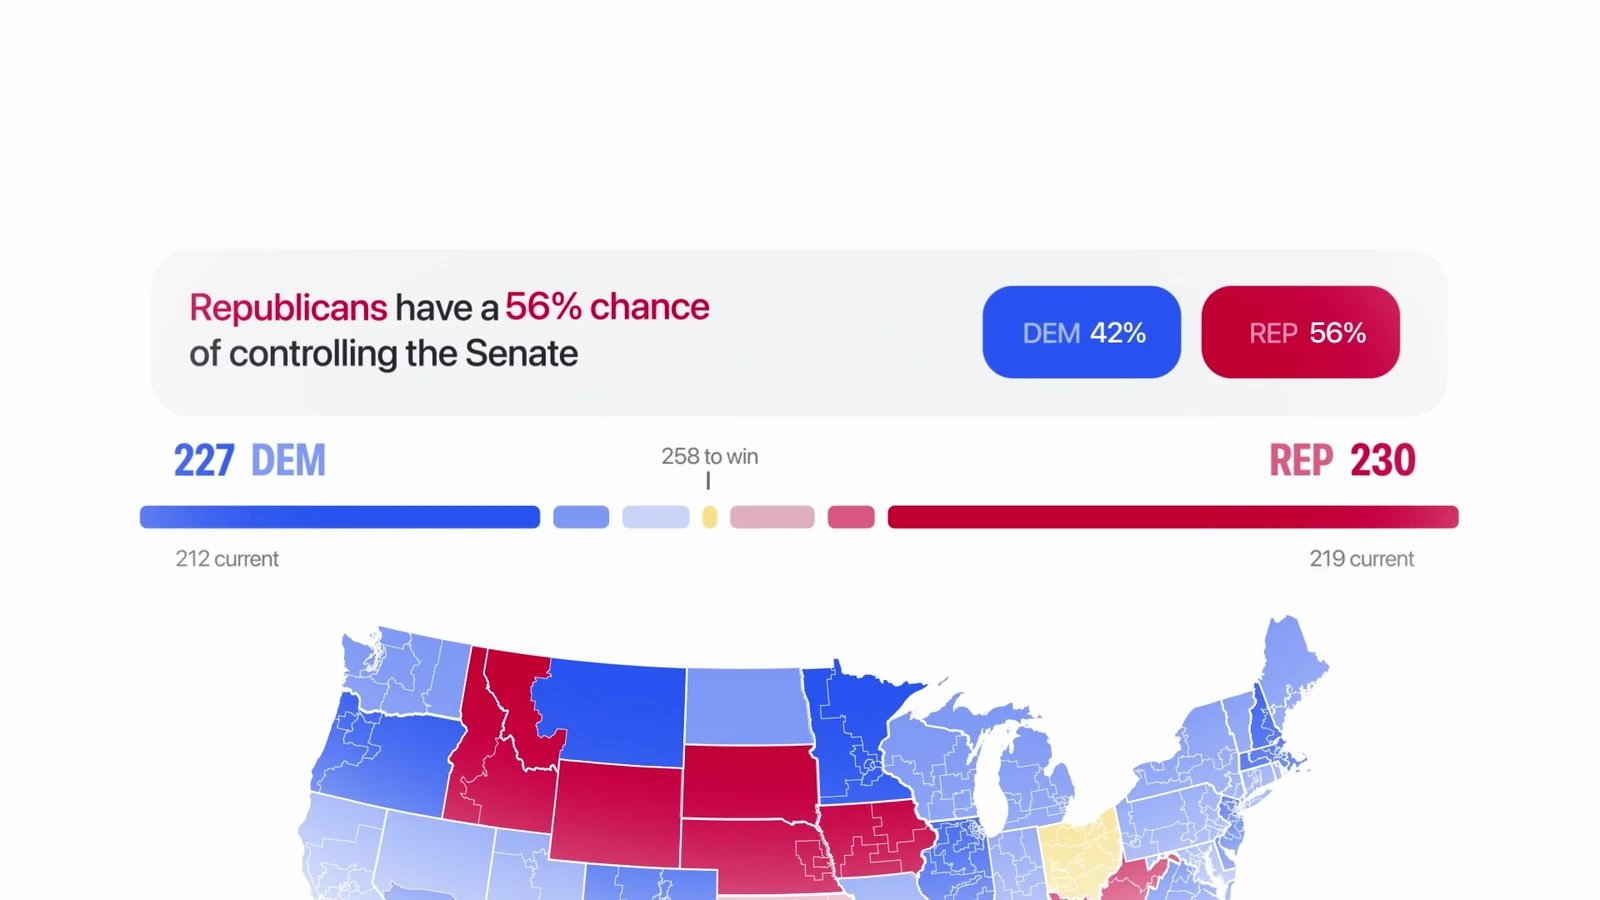 Republicans have a 56% chance
of controlling the Senate
DEM 42%
REP 56%
227 DEM
258 to win
REP 230
212 current
219 current